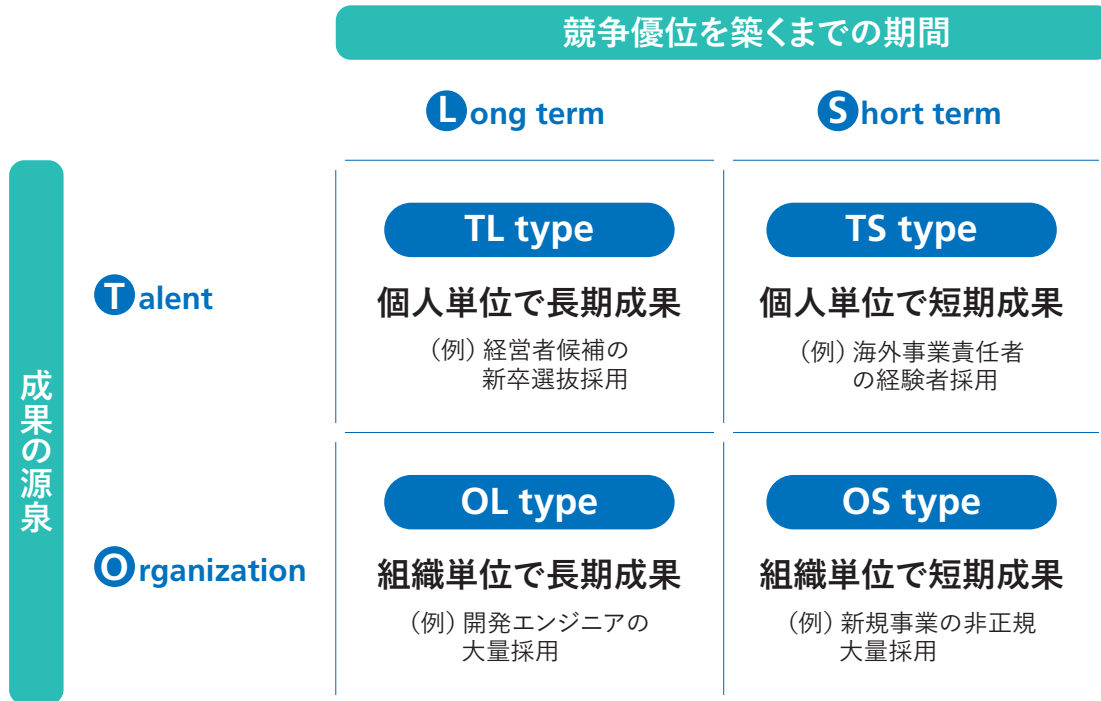 競争優位を築くまでの期間
Long term
Short term
成果の源泉
Talent
TL type
個人単位で長期成果
（例）経営者候補の
新卒選抜採用
TS type
個人単位で短期成果
（例）海外事業責任者
の経験者採用
Organization
OL type
組織単位で長期成果
（例）開発エンジニアの
大量採用
OS type
組織単位で短期成果
（例）新規事業の非正規
大量採用